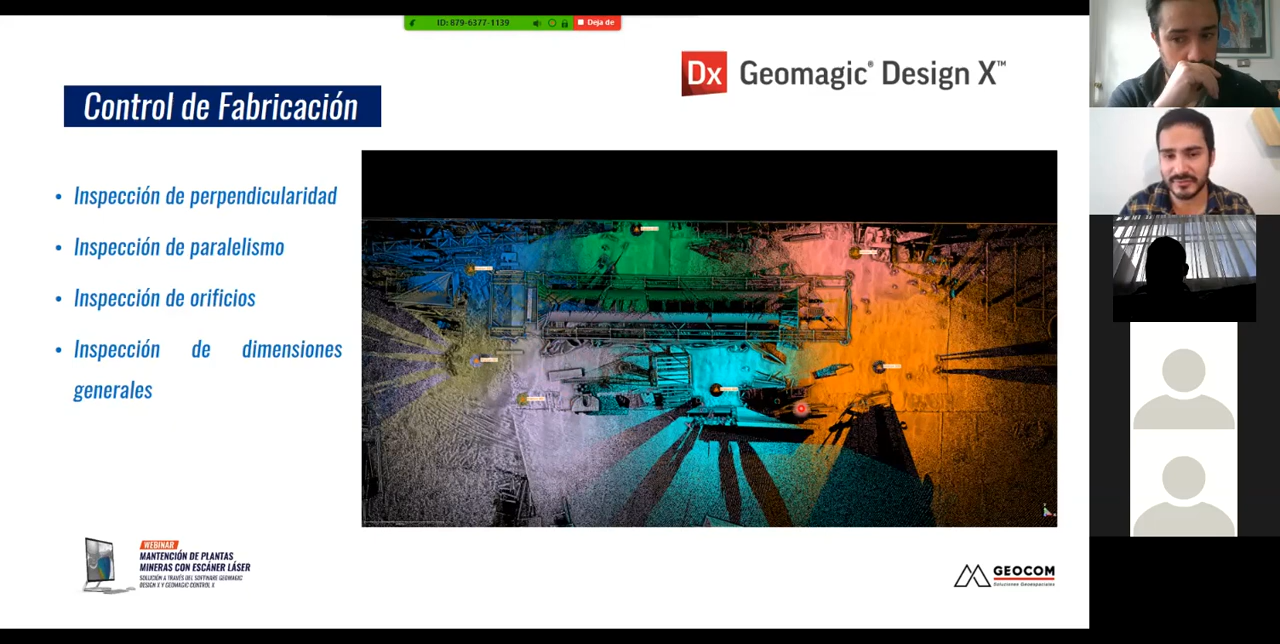 ID: 879-6377-1139
Deja de
Dx Geomagic® Design X™
Control de Fabricación
• Inspección de perpendicularidad
• Inspección de paralelismo
• Inspección de orificios
• Inspección de dimensiones
generales
WEBINAR
MANTENCIÓN DE PLANTAS
MINERAS CON ESCÁNER LÁSER
SOLUCIÓN A TRAVÉS DEL SOFTWARE GEOMAGIC
DESIGN X Y GEOMAGIC CONTROL X
GEOCOM
Soluciones Geoespaciales